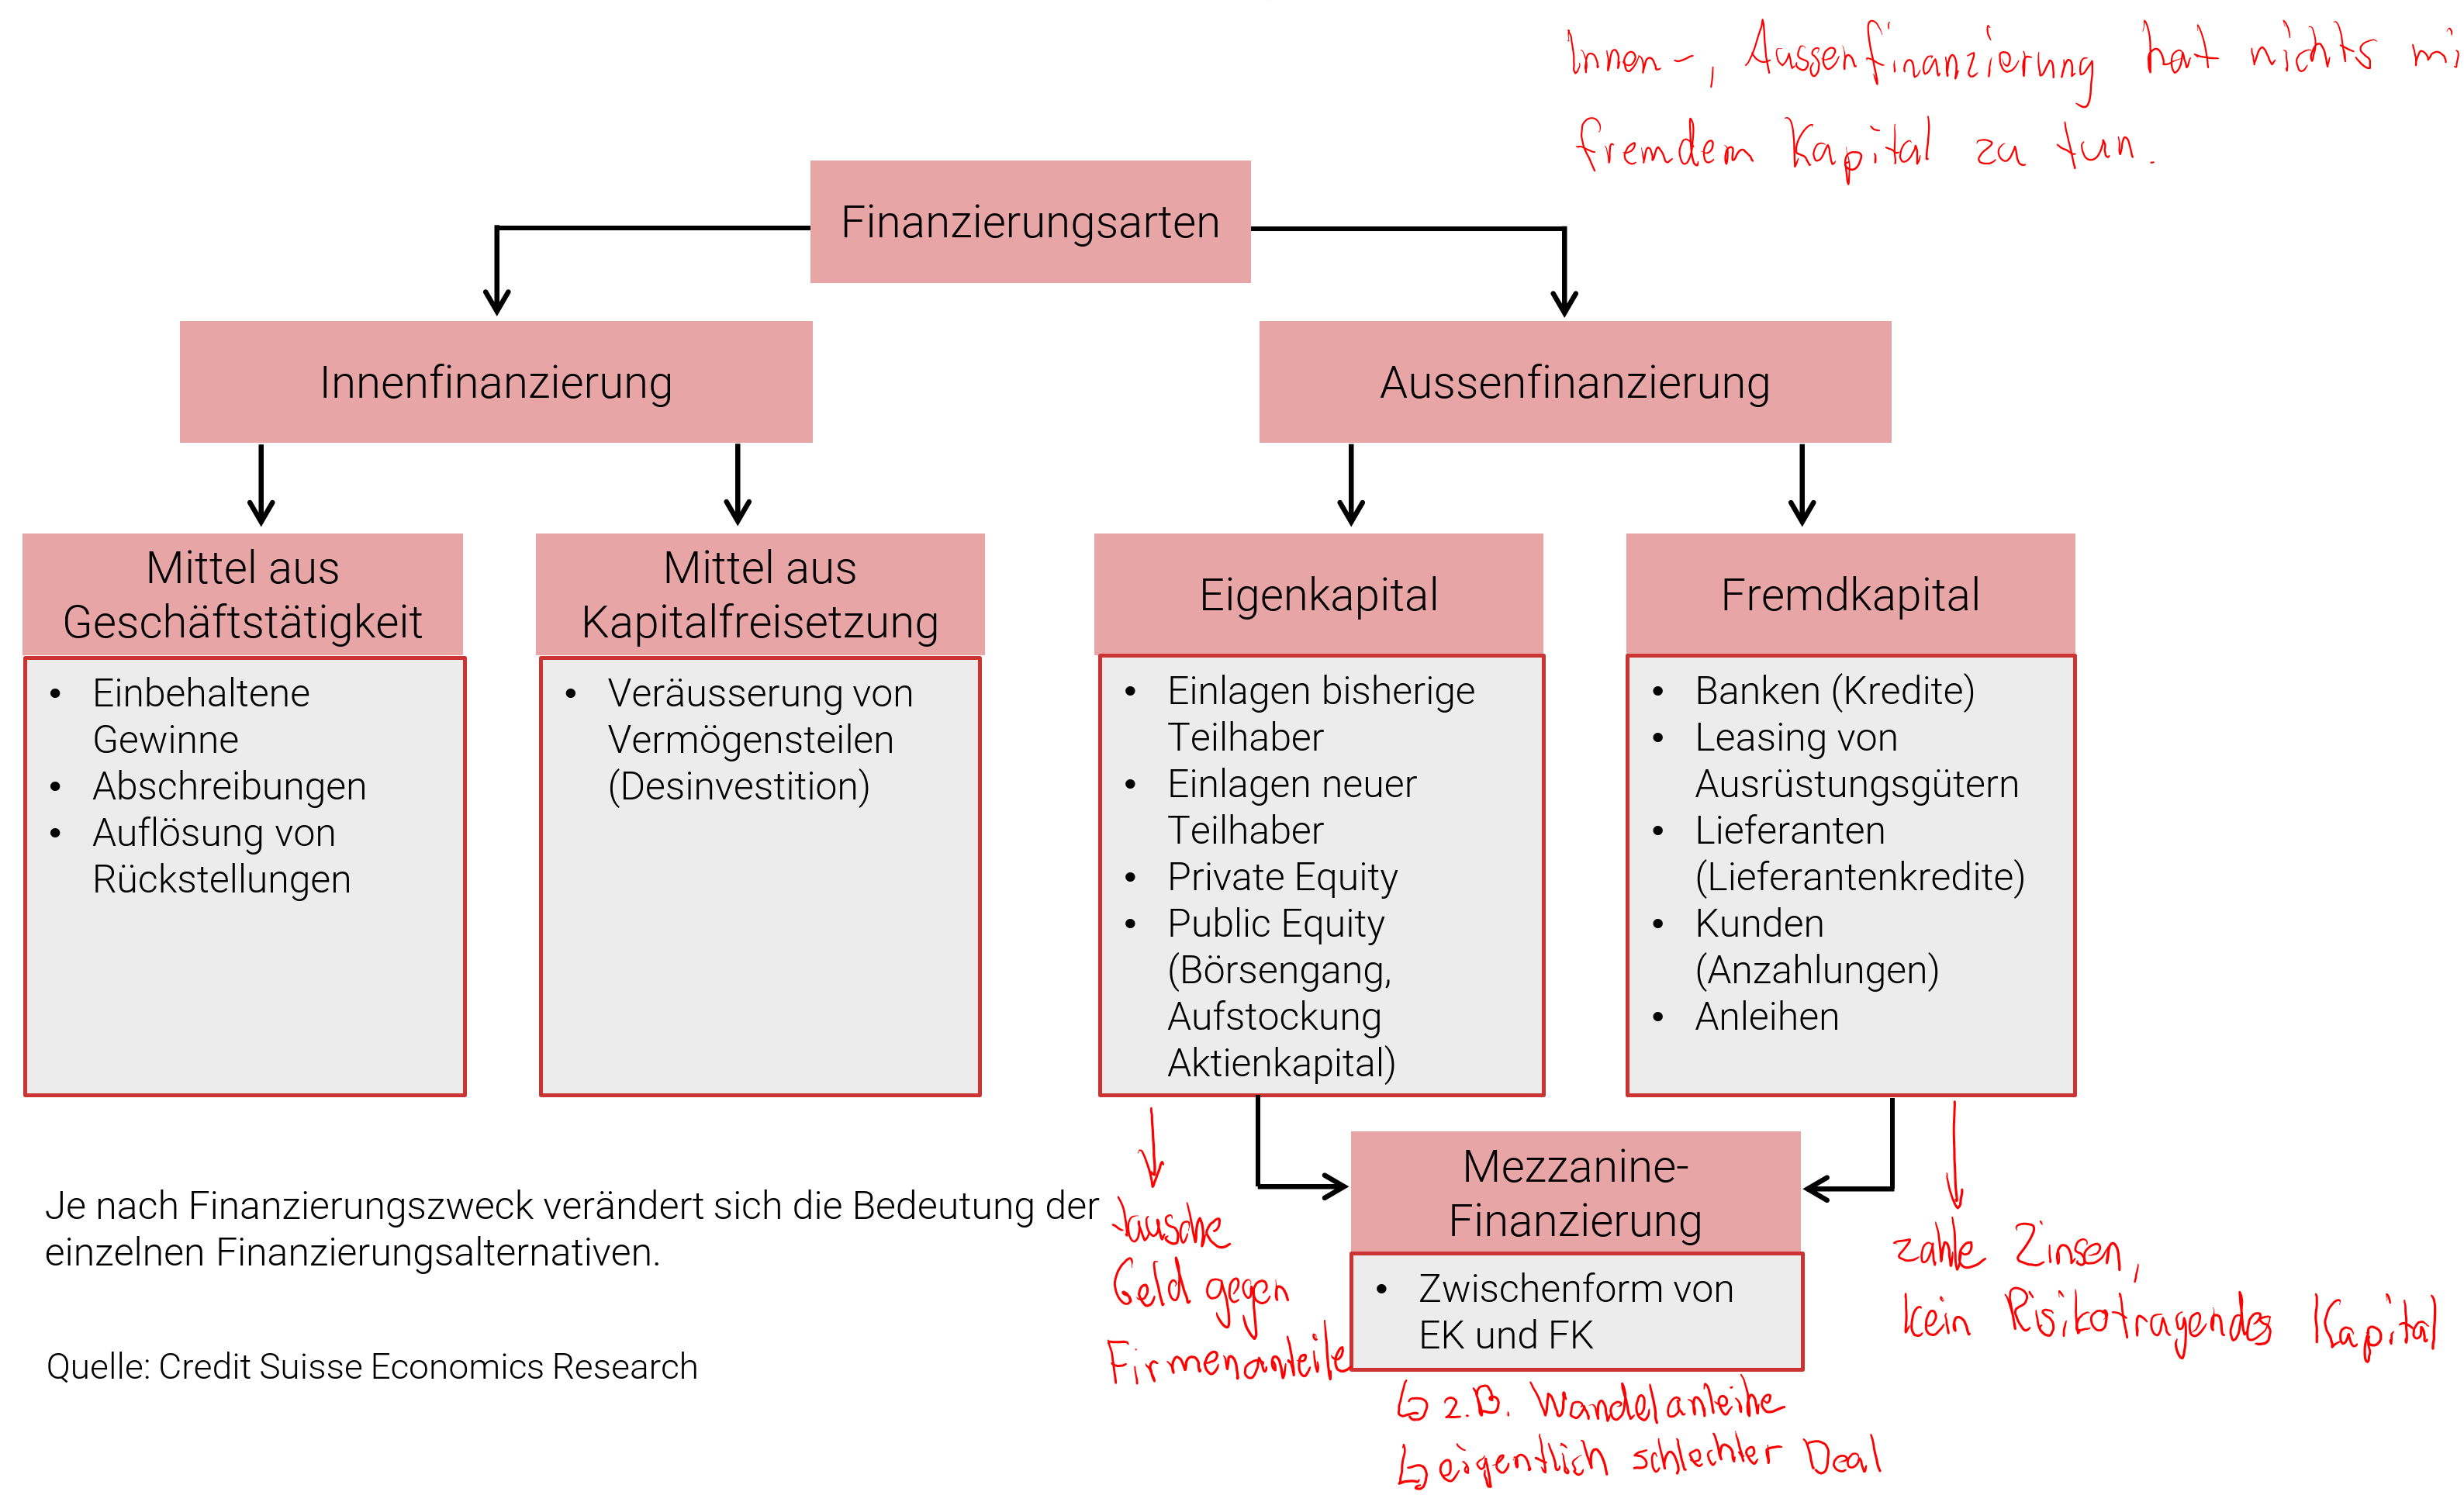 Innen-, Aussenfinanzierung hat nichts mi
fremdem Kapital zu tun.
Finanzierungsarten
Innenfinanzierung
Aussenfinanzierung
Mittel aus
Geschäftstätigkeit
• Einbehaltene
Gewinne
• Abschreibungen
• Auflösung von
Rückstellungen
Mittel aus
Kapitalfreisetzung
• Veräusserung von
Vermögensteilen
(Desinvestition)
Eigenkapital
• Einlagen bisherige
Teilhaber
• Einlagen neuer
Teilhaber
• Private Equity
• Public Equity
(Börsengang,
Aufstockung
Aktienkapital)
Fremdkapital
• Banken (Kredite)
• Leasing von
Ausrüstungsgütern
• Lieferanten
(Lieferantenkredite)
• Kunden
(Anzahlungen)
• Anleihen
tausche
Geld gegen
Firmenanteile
Mezzanine-
Finanzierung
• Zwischenform von
EK und FK
z.B. Wandelanleihe
eigentlich schlechter Deal
zahle Zinsen,
kein Risikotragendes Kapital
Je nach Finanzierungszweck verändert sich die Bedeutung der
einzelnen Finanzierungsalternativen.
Quelle: Credit Suisse Economics Research